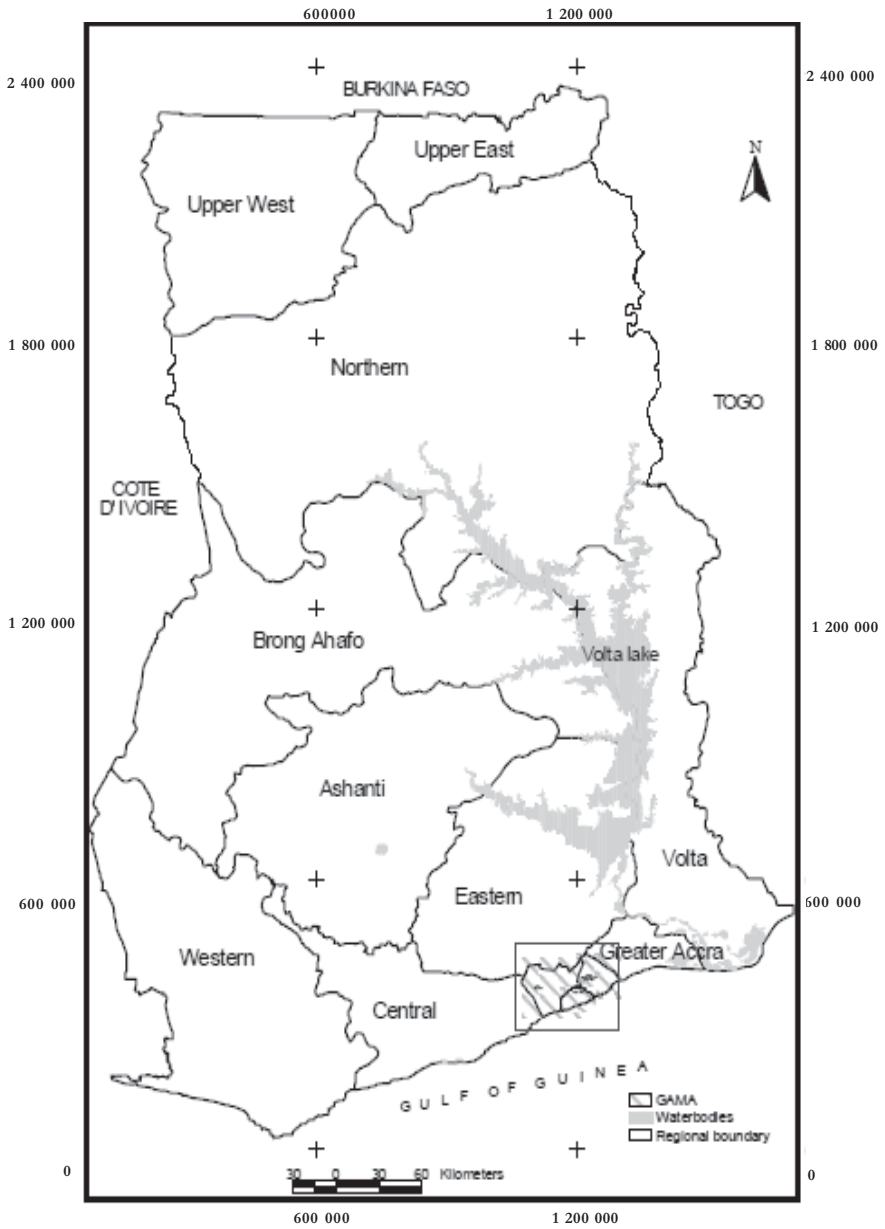 600000 1 200 000
2 400 000 2 400 000
BURKINA FASO
Upper East
N
Upper West
1 800 000 1 800 000
Northern
TOGO
COTE
D'IVOIRE
1 200 000 1 200 000
Brong Ahafo
Volta lake
Ashanti
Volta
Eastern
600 000 600 000
Greater Accra
Western
Central
GULF OF GUINEA
GAMA
Waterbodies
Regional boundary
0 0
30 0 30 60 Kilometers
600 000 1 200 000